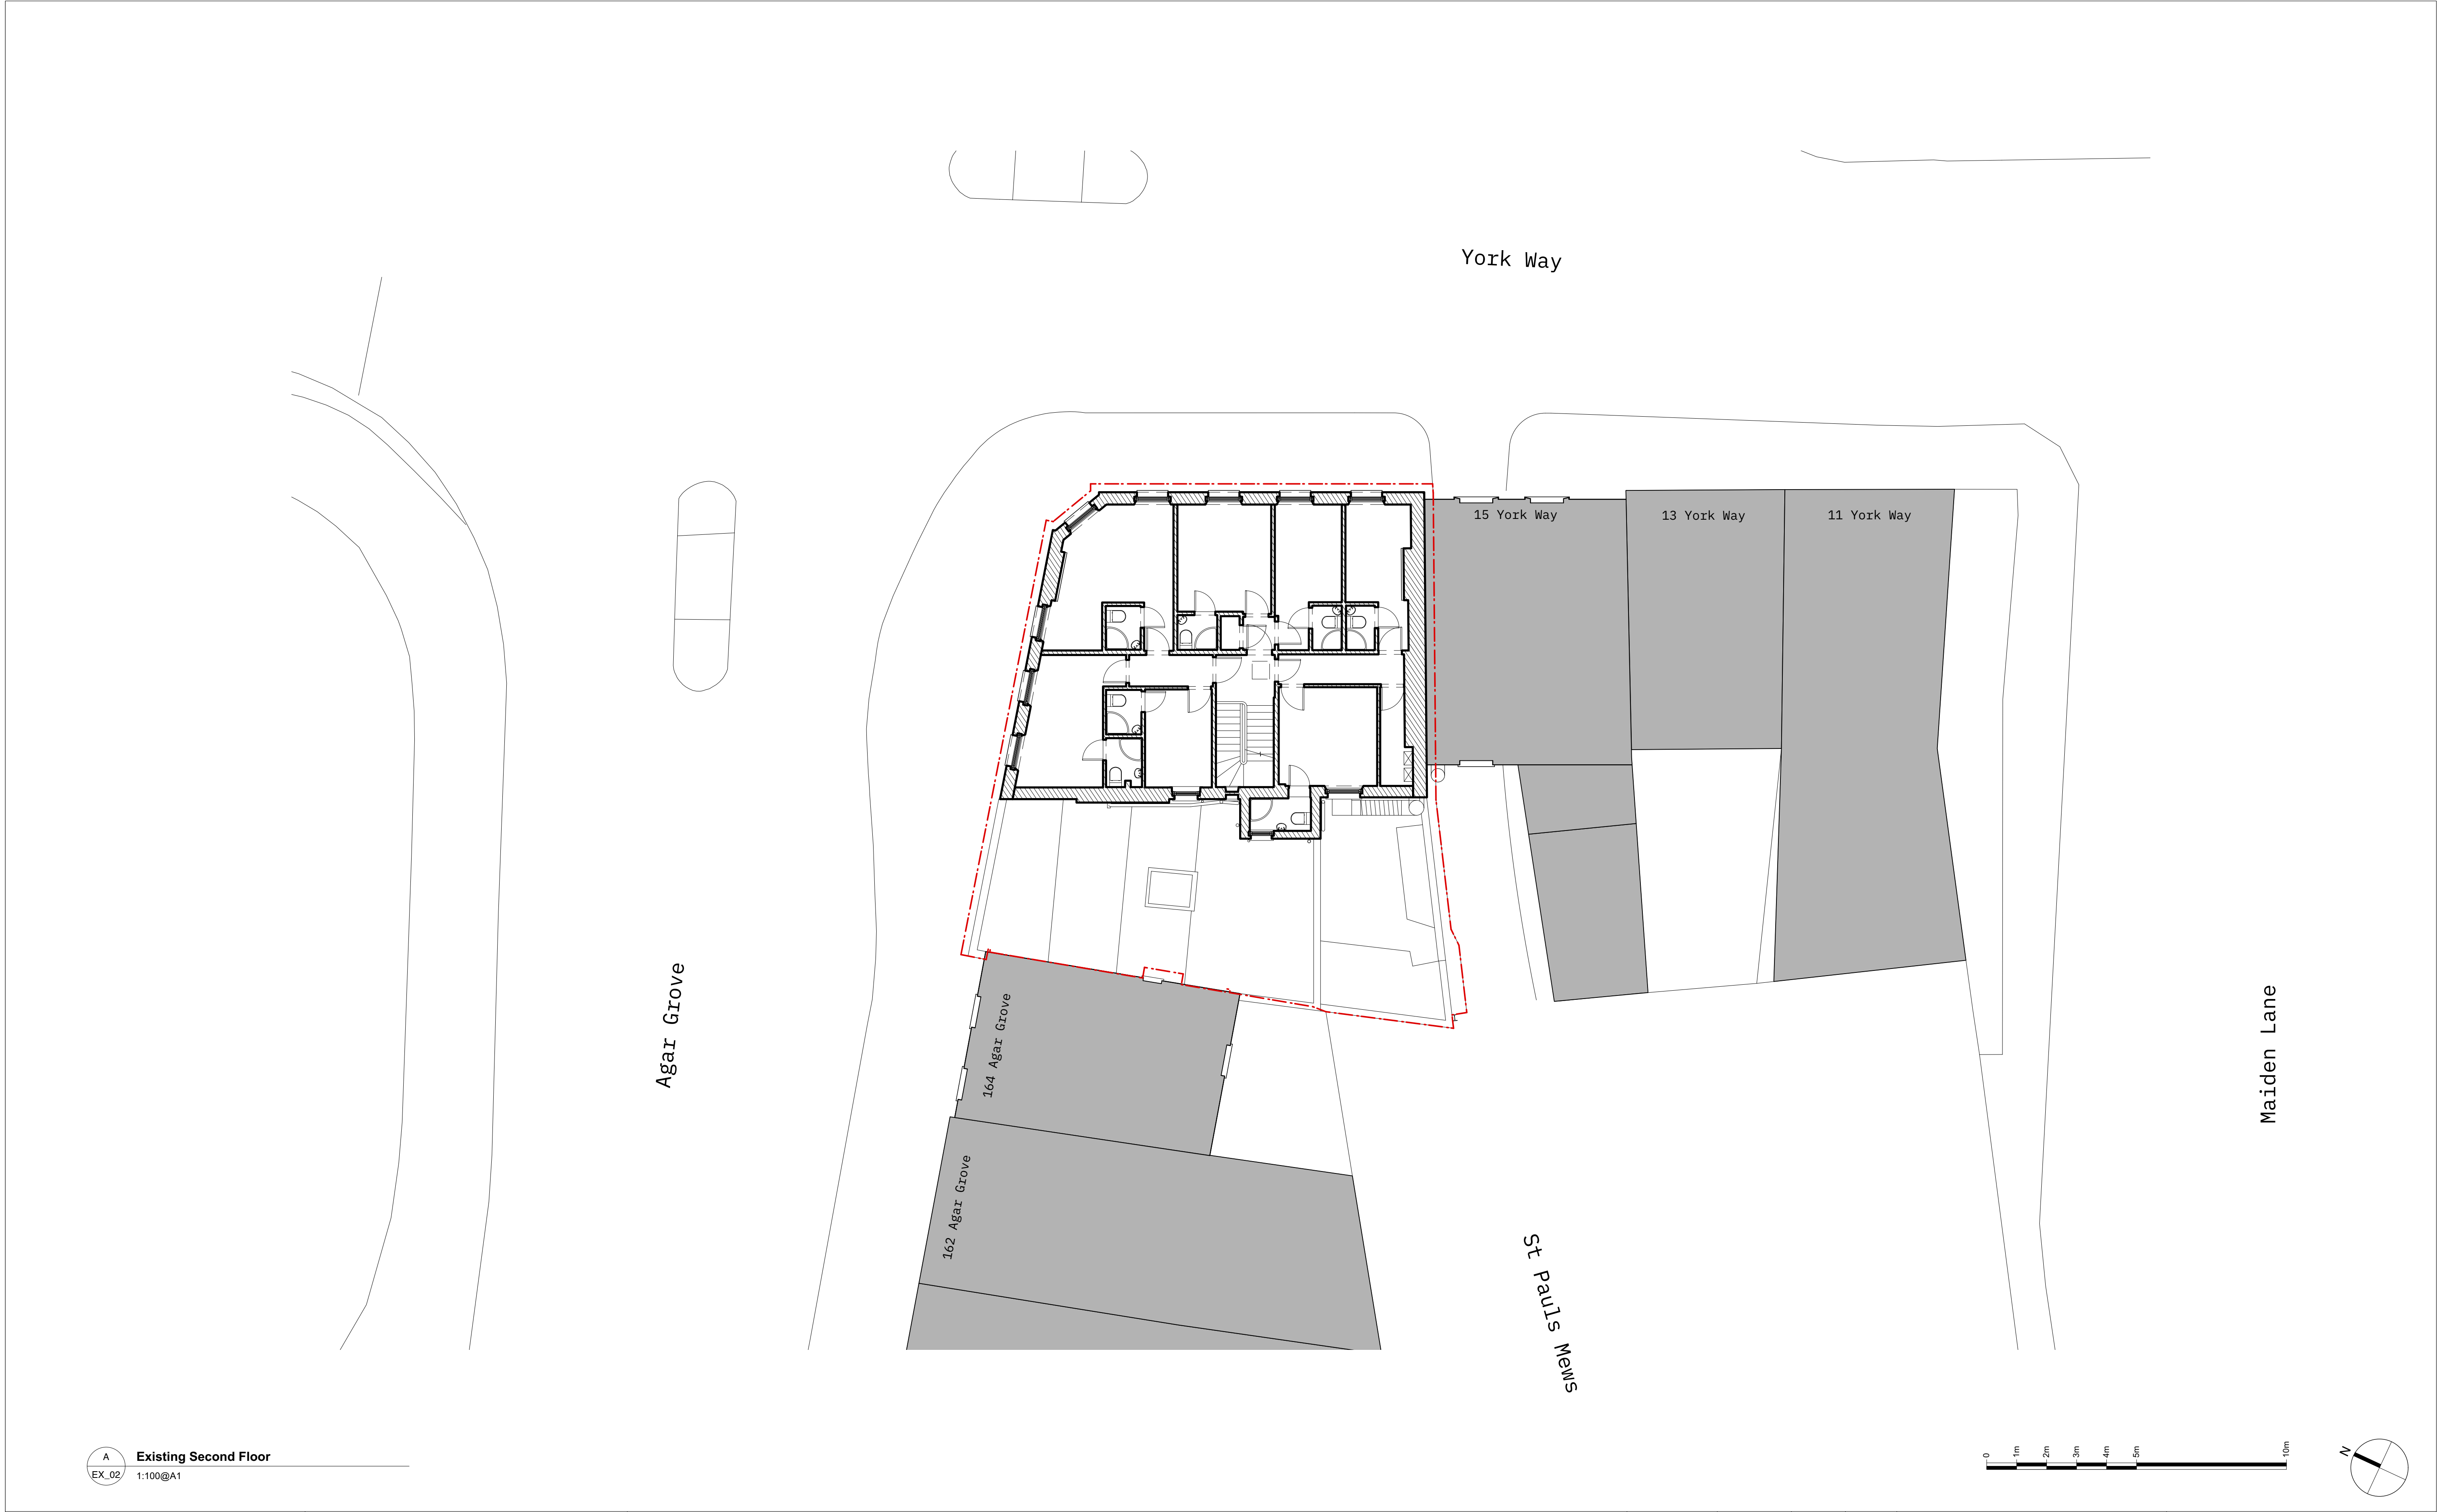 York Way
15 York Way
13 York Way
11 York Way
Agar Grove
164 Agar Grove
162 Agar Grove
Maiden Lane
St Pauls Mews
A
EX_02
Existing Second Floor
1:100@A1
0
1m
2m
3m
4m
5m
10m
N